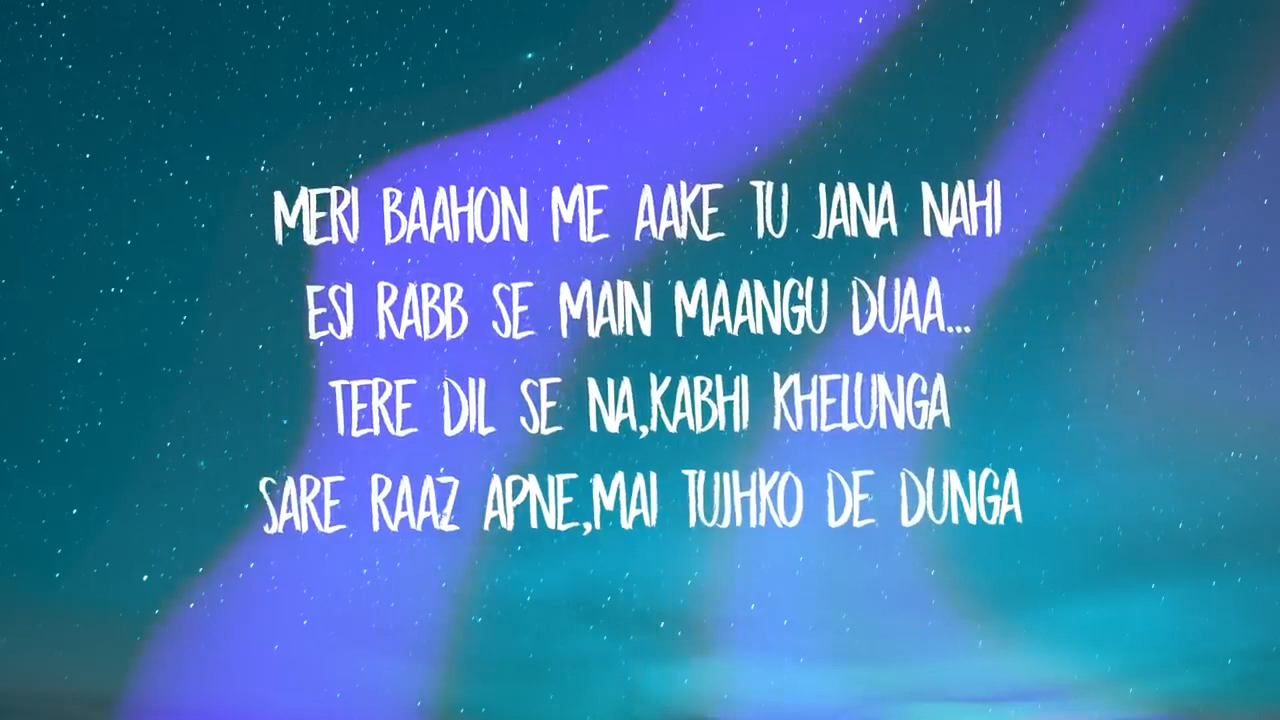 MERI BAAHON ME AAKE TU JANA NAHI
ESI RABB SE MAIN MAANGU DUAA...
TERE DIL SE NA,KABHI KHELUNGA
SARE RAAZ APNE,MAI TUJHKO DE DUNGA